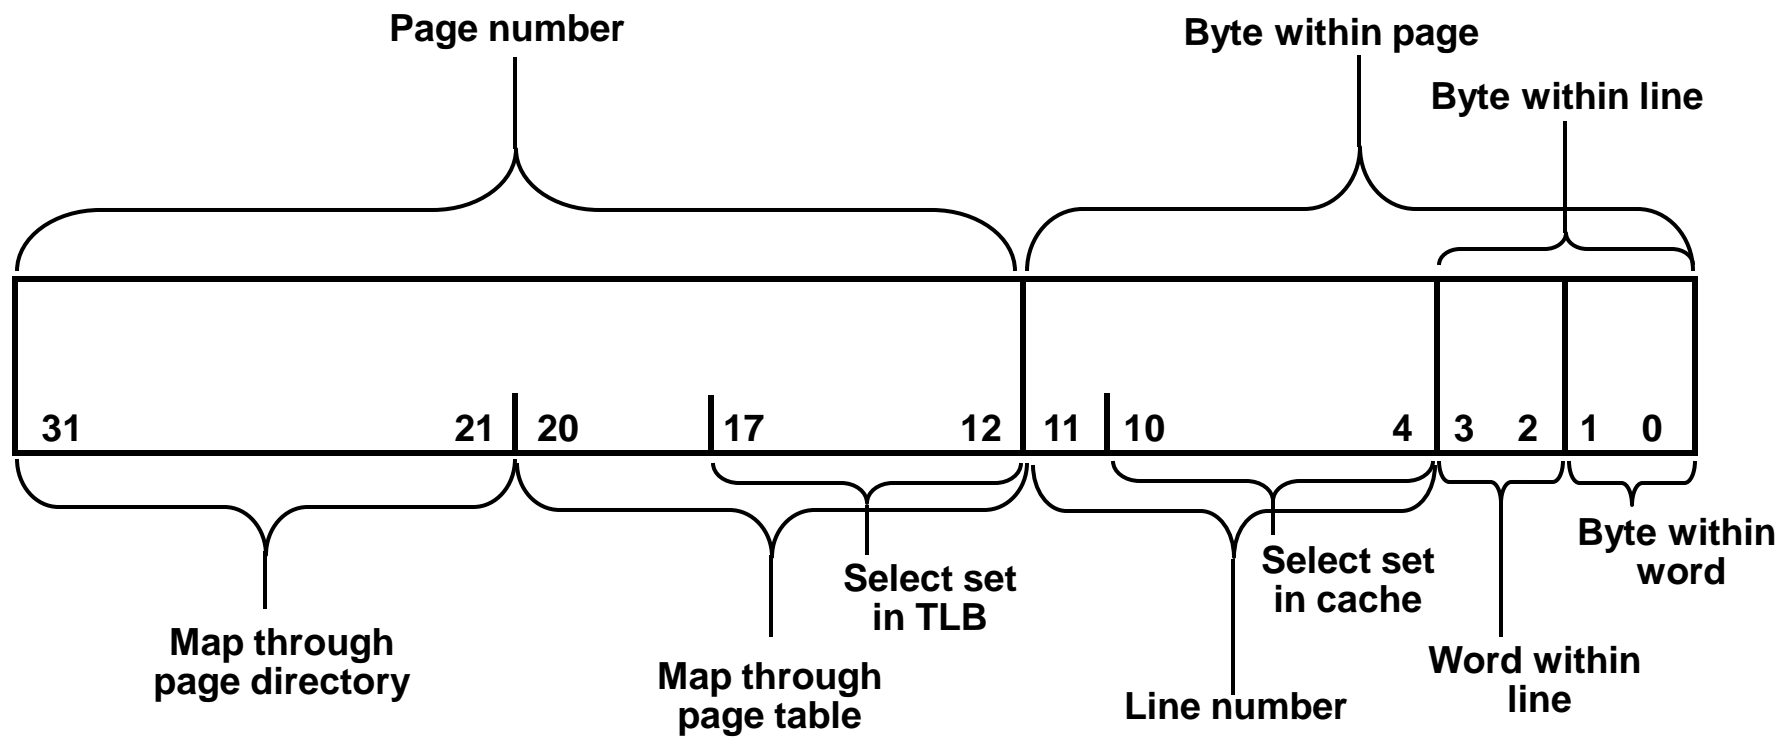 Page number
Byte within page
Byte within line
31 21 20 17 12 11 10 4 3 2 1 0
Select set
in TLB
Select set
in cache
Byte within
word
Map through
page directory
Map through
page table
Line number
Word within
line